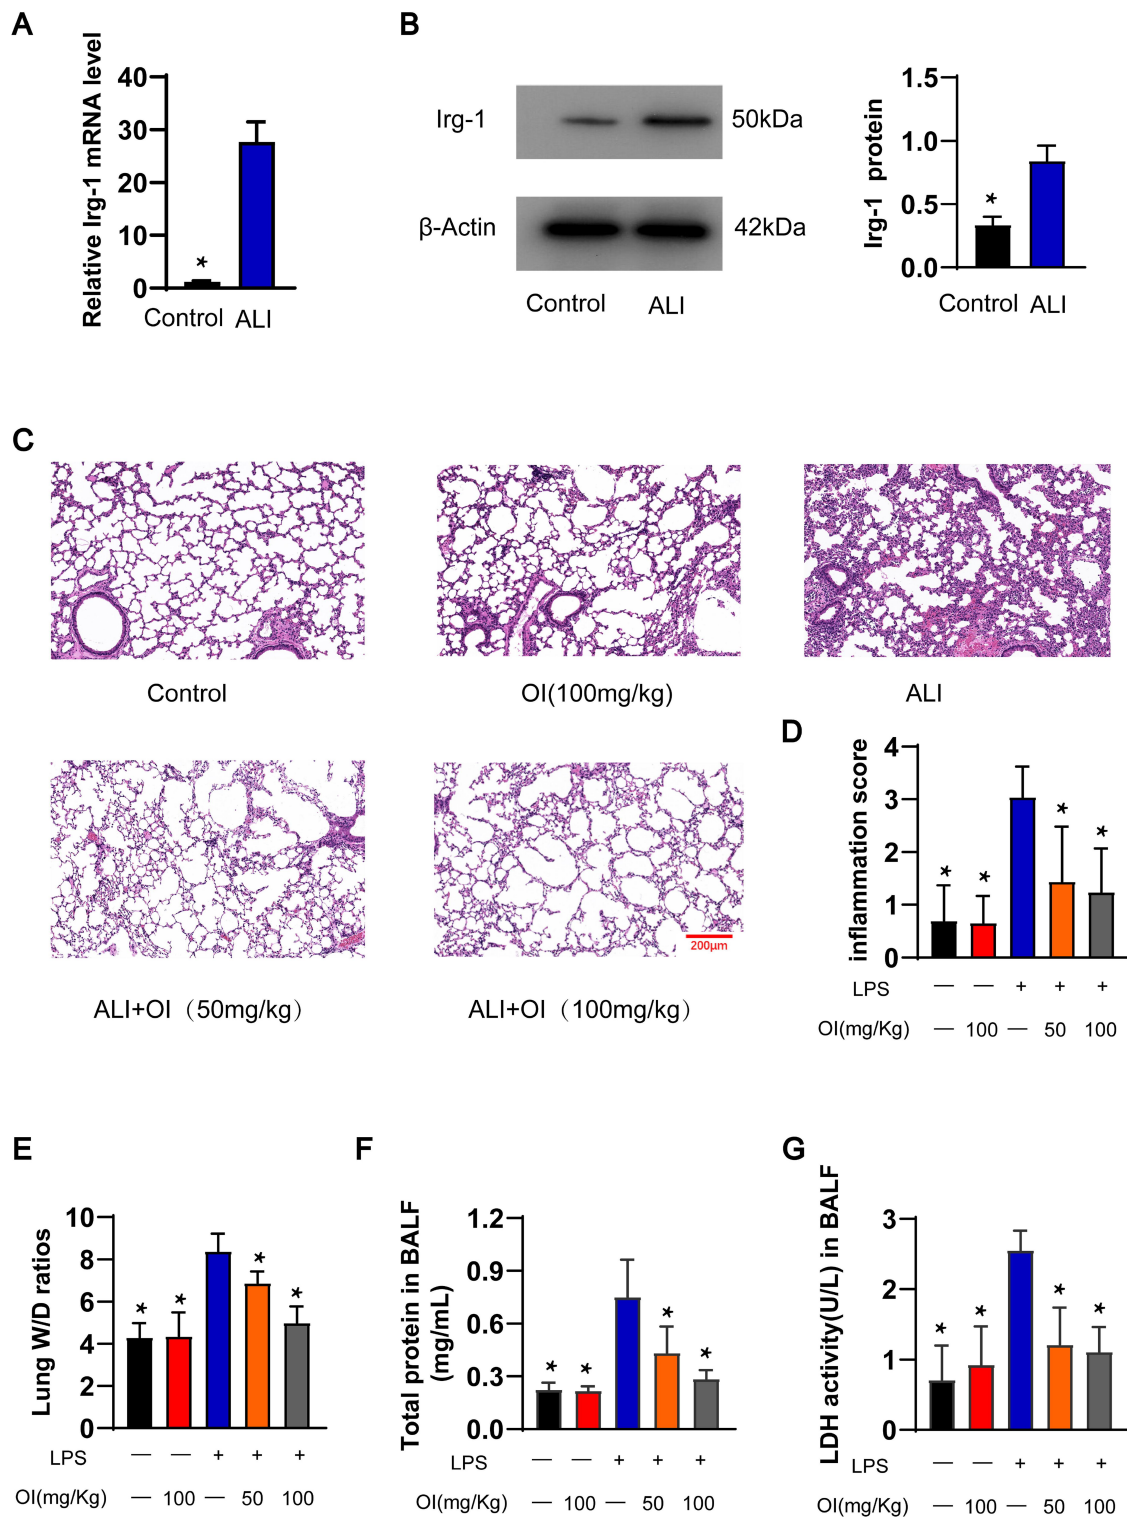 A
Relative Irg-1 mRNA level
40
30
20
10
0
*
Control ALI
B
Irg-1
50kDa
β-Actin
42kDa
Control ALI
Irg-1 protein
1.5
1.0
0.5
0.0
*
Control ALI
C
Control
OI(100mg/kg)
ALI
200μm
ALI+OI（50mg/kg）
ALI+OI（100mg/kg）
D
inflammation score
4
3
2
1
0
* * * *
LPS — — + + +
OI(mg/Kg) — 100 — 50 100
E
Lung W/D ratios
10
8
6
4
2
0
* * * *
LPS — — + + +
OI(mg/Kg) — 100 — 50 100
F
Total protein in BALF
(mg/mL)
1.2
0.9
0.6
0.3
0.0
* * * *
LPS — — + + +
OI(mg/Kg) — 100 — 50 100
G
LDH activity(U/L) in BALF
3
2
1
0
* * * *
LPS — — + + +
OI(mg/Kg) — 100 — 50 100